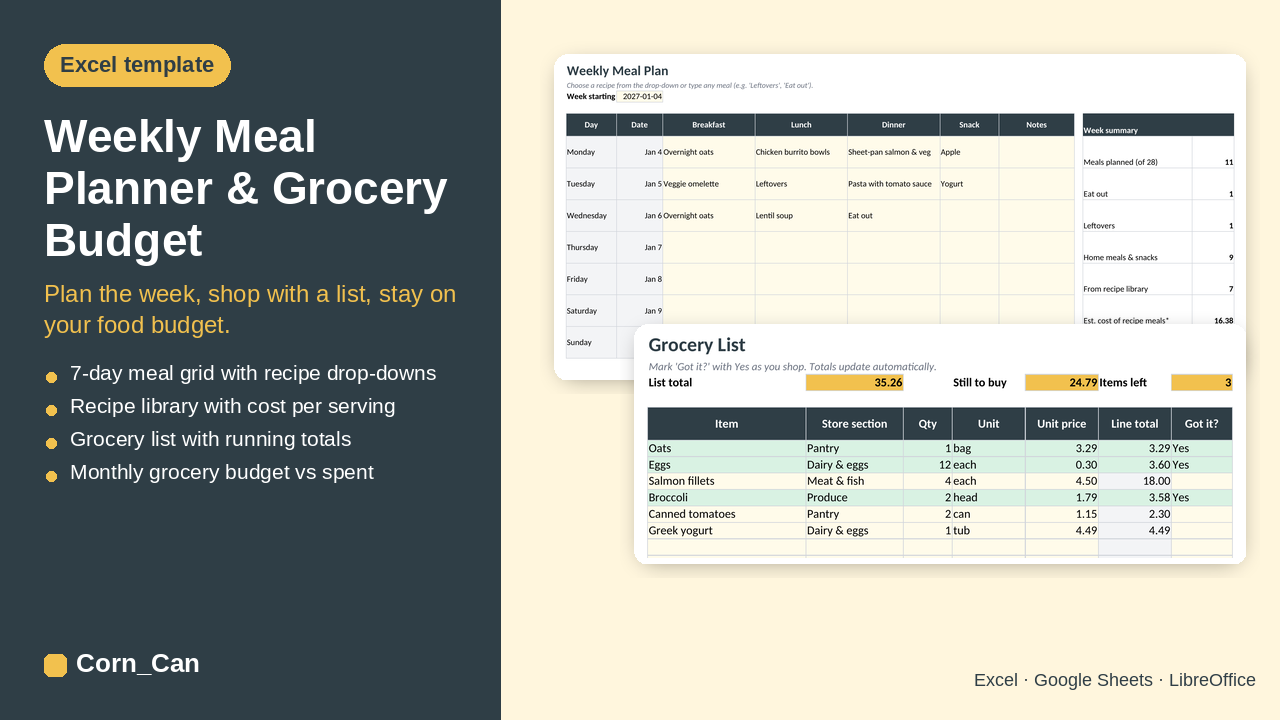 Excel template
Weekly Meal
Planner & Grocery
Budget
Plan the week, shop with a list, stay on
your food budget.
7-day meal grid with recipe drop-downs
Recipe library with cost per serving
Grocery list with running totals
Monthly grocery budget vs spent
Corn_Can
Weekly Meal Plan
Choose a recipe from the drop-down or type any meal (e.g. 'Leftovers', 'Eat out').
Week starting 2027-01-04
Day Date Breakfast Lunch Dinner Snack Notes Week summary
Monday Jan 4 Overnight oats Chicken burrito bowls Sheet-pan salmon & veg Apple
Meals planned (of 28) 11
Tuesday Jan 5 Veggie omelette Leftovers Pasta with tomato sauce Yogurt
Eat out 1
Wednesday Jan 6 Overnight oats Lentil soup Eat out
Leftovers 1
Thursday Jan 7
Home meals & snacks 9
Friday Jan 8
From recipe library 7
Saturday Jan 9
Est. cost of recipe meals* 16.38
Sunday
Grocery List
Mark 'Got it?' with Yes as you shop. Totals update automatically.
List total 35.26 Still to buy 24.79 Items left 3
Item Store section Qty Unit Unit price Line total Got it?
Oats Pantry 1 bag 3.29 3.29 Yes
Eggs Dairy & eggs 12 each 0.30 3.60 Yes
Salmon fillets Meat & fish 4 each 4.50 18.00
Broccoli Produce 2 head 1.79 3.58 Yes
Canned tomatoes Pantry 2 can 1.15 2.30
Greek yogurt Dairy & eggs 1 tub 4.49 4.49
Excel · Google Sheets · LibreOffice